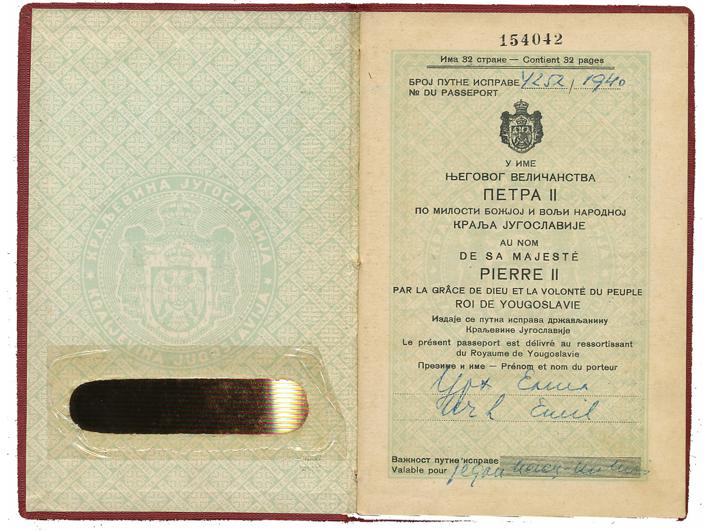 КРАЉЕВИНА ЈУГОСЛАВИЈА
154042
Има 32 стране — Contient 32 pages
БРОЈ ПУТНЕ ИСПРАВЕ 4252/1940
№ DU PASSEPORT
У ИМЕ
ЊЕГОВОГ ВЕЛИЧАНСТВА
ПЕТРА II
ПО МИЛОСТИ БОЖЈОЈ И ВОЉИ НАРОДНОЈ
КРАЉА ЈУГОСЛАВИЈЕ
AU NOM
DE SA MAJESTÉ
PIERRE II
PAR LA GRÂCE DE DIEU ET LA VOLONTÉ DU PEUPLE
ROI DE YOUGOSLAVIE
Издаје се путна исправа држављанину
Краљевине Југославије
Le présent passeport est délivré au ressortissant
du Royaume de Yougoslavie
Презиме и име — Prénom et nom du porteur
Урх Емил
Urh Emil
Важност путне исправе
Valable pour